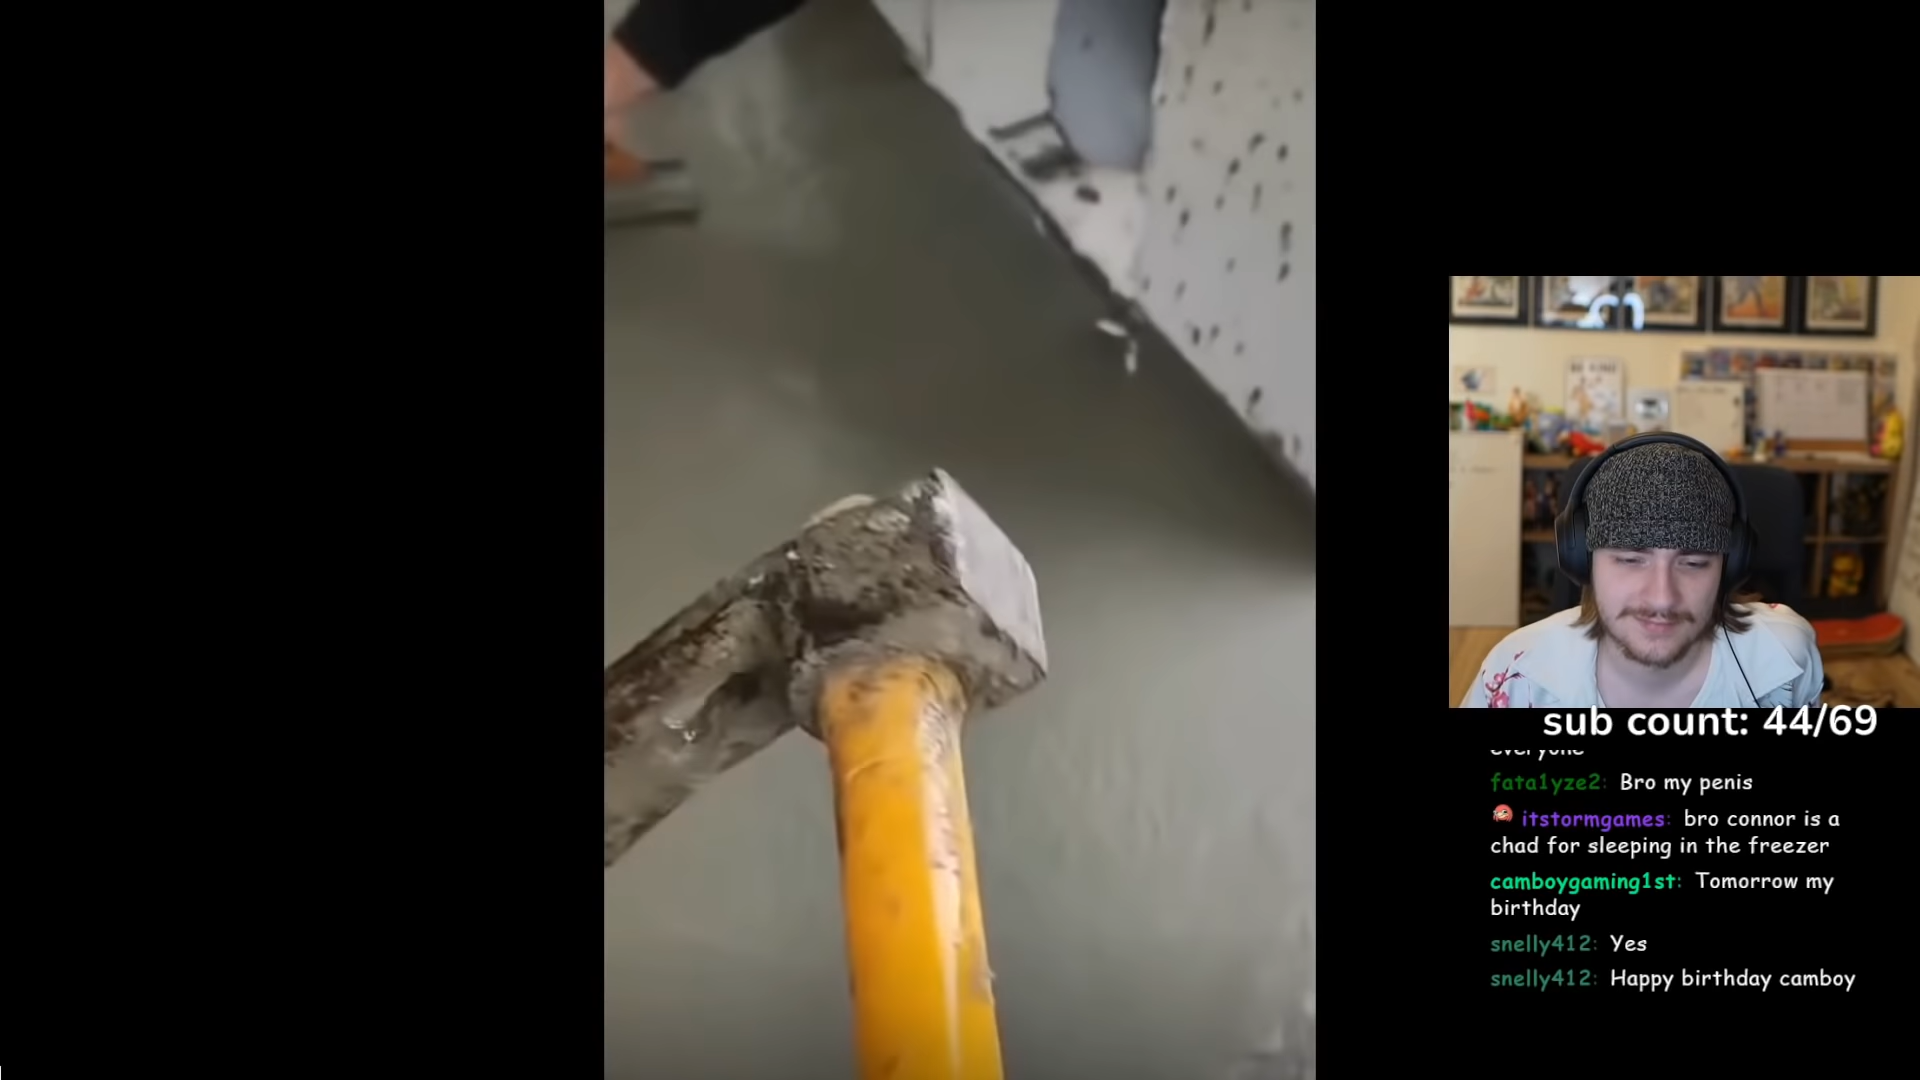 sub count: 44/69
everyone
fata1yze2: Bro my penis
itstormgames: bro connor is a
chad for sleeping in the freezer
camboygaming1st: Tomorrow my
birthday
snelly412: Yes
snelly412: Happy birthday camboy